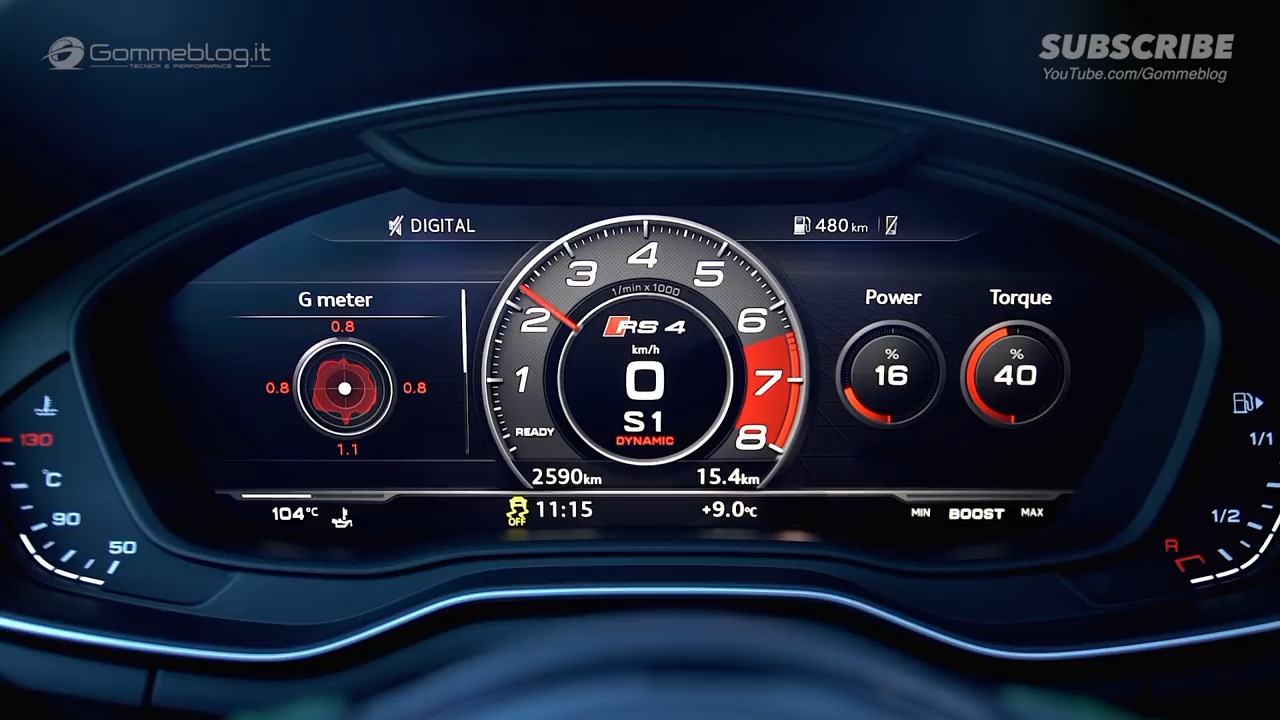 Gommeblog.it
TECNICA E PERFORMANCE
SUBSCRIBE
YouTube.com/Gommeblog
DIGITAL
480 km
G meter
0.8
0.8
0.8
1.1
1
2
3
4
5
6
7
8
1/min x 1000
RS 4
km/h
0
S1
DYNAMIC
READY
2590km
15.4km
Power
%
16
Torque
%
40
130
°C
90
50
104°C
OFF
11:15
+9.0°C
MIN BOOST MAX
1/1
1/2
R